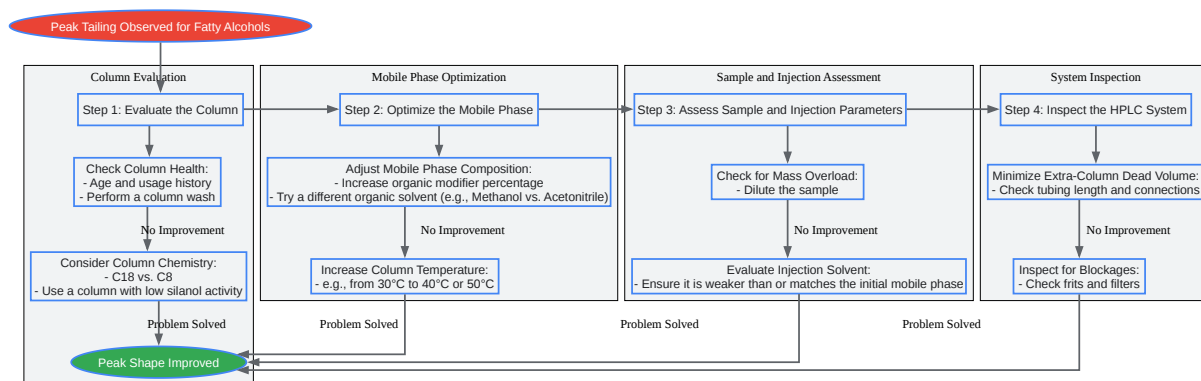 Peak Tailing Observed for Fatty Alcohols
Column Evaluation
Mobile Phase Optimization
Sample and Injection Assessment
System Inspection
Step 1: Evaluate the Column
Step 2: Optimize the Mobile Phase
Step 3: Assess Sample and Injection Parameters
Step 4: Inspect the HPLC System
Check Column Health:
- Age and usage history
- Perform a column wash
Adjust Mobile Phase Composition:
- Increase organic modifier percentage
- Try a different organic solvent (e.g., Methanol vs. Acetonitrile)
Check for Mass Overload:
- Dilute the sample
Minimize Extra-Column Dead Volume:
- Check tubing length and connections
No Improvement
No Improvement
No Improvement
No Improvement
Consider Column Chemistry:
- C18 vs. C8
- Use a column with low silanol activity
Increase Column Temperature:
- e.g., from 30°C to 40°C or 50°C
Evaluate Injection Solvent:
- Ensure it is weaker than or matches the initial mobile phase
Inspect for Blockages:
- Check frits and filters
Problem Solved
Problem Solved
Problem Solved
Problem Solved
Peak Shape Improved